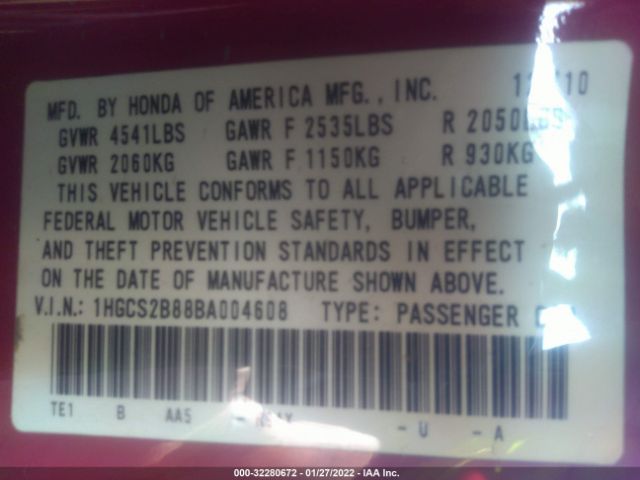 MFD. BY HONDA OF AMERICA MFG., INC.
GVWR 4541LBS GAWR F 2535LBS R 2050LBS
GVWR 2060KG GAWR F 1150KG R 930KG
THIS VEHICLE CONFORMS TO ALL APPLICABLE
FEDERAL MOTOR VEHICLE SAFETY, BUMPER,
AND THEFT PREVENTION STANDARDS IN EFFECT
ON THE DATE OF MANUFACTURE SHOWN ABOVE.
V.I.N.: 1HGCS2B88BA004608 TYPE: PASSENGER
TE1 B AA5 - - U - A
000-32280672 - 01/27/2022 - IAA Inc.